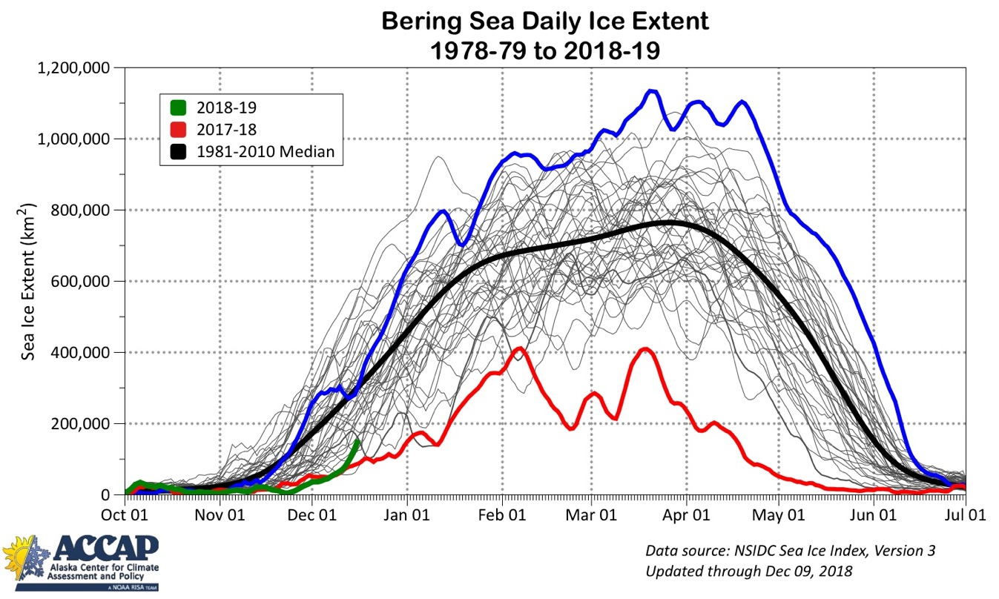 Bering Sea Daily Ice Extent
1978-79 to 2018-19
1,200,000
1,000,000
800,000
600,000
400,000
200,000
0
Sea Ice Extent (km²)
2018-19
2017-18
1981-2010 Median
Oct 01 Nov 01 Dec 01 Jan 01 Feb 01 Mar 01 Apr 01 May 01 Jun 01 Jul 01
ACCAP
Alaska Center for Climate
Assessment and Policy
A NOAA RISA TEAM
Data source: NSIDC Sea Ice Index, Version 3
Updated through Dec 09, 2018